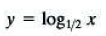 y = log₁/₂ x